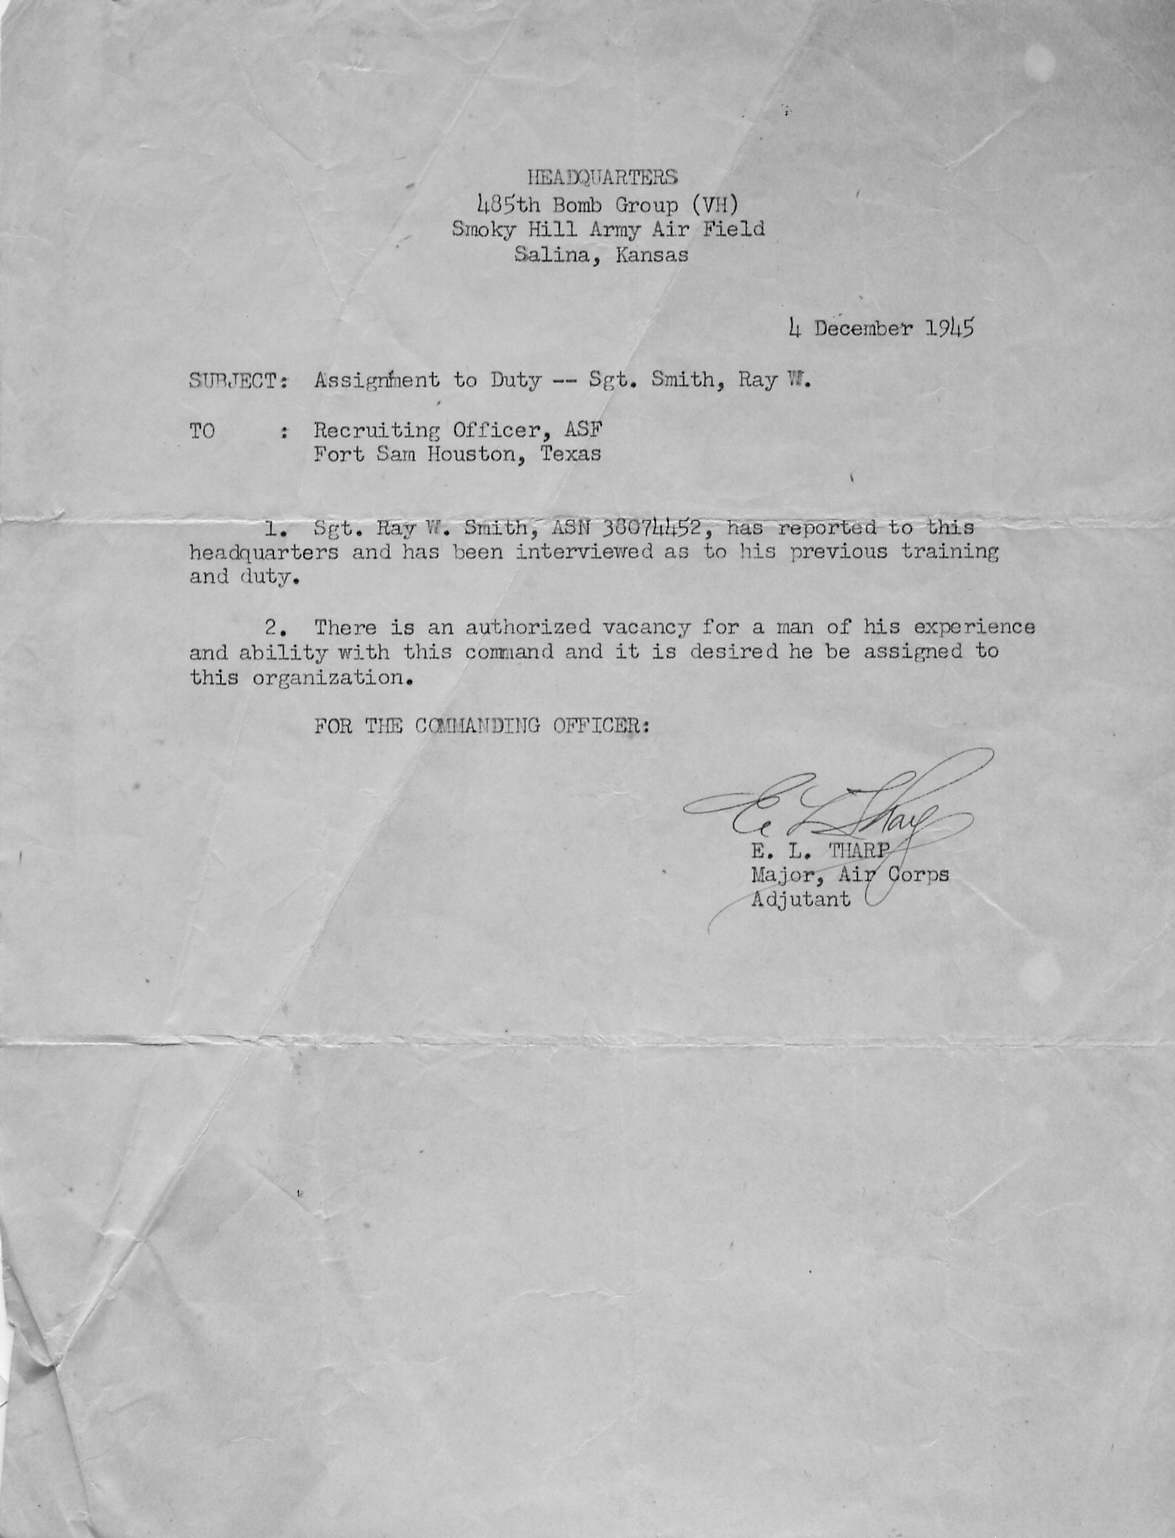 HEADQUARTERS
485th Bomb Group (VH)
Smoky Hill Army Air Field
Salina, Kansas
4 December 1945
SUBJECT: Assignment to Duty -- Sgt. Smith, Ray W.
TO : Recruiting Officer, ASF
Fort Sam Houston, Texas
1. Sgt. Ray W. Smith, ASN 38074452, has reported to this
headquarters and has been interviewed as to his previous training
and duty.
2. There is an authorized vacancy for a man of his experience
and ability with this command and it is desired he be assigned to
this organization.
FOR THE COMMANDING OFFICER:
E L Tharp
E. L. THARP
Major, Air Corps
Adjutant